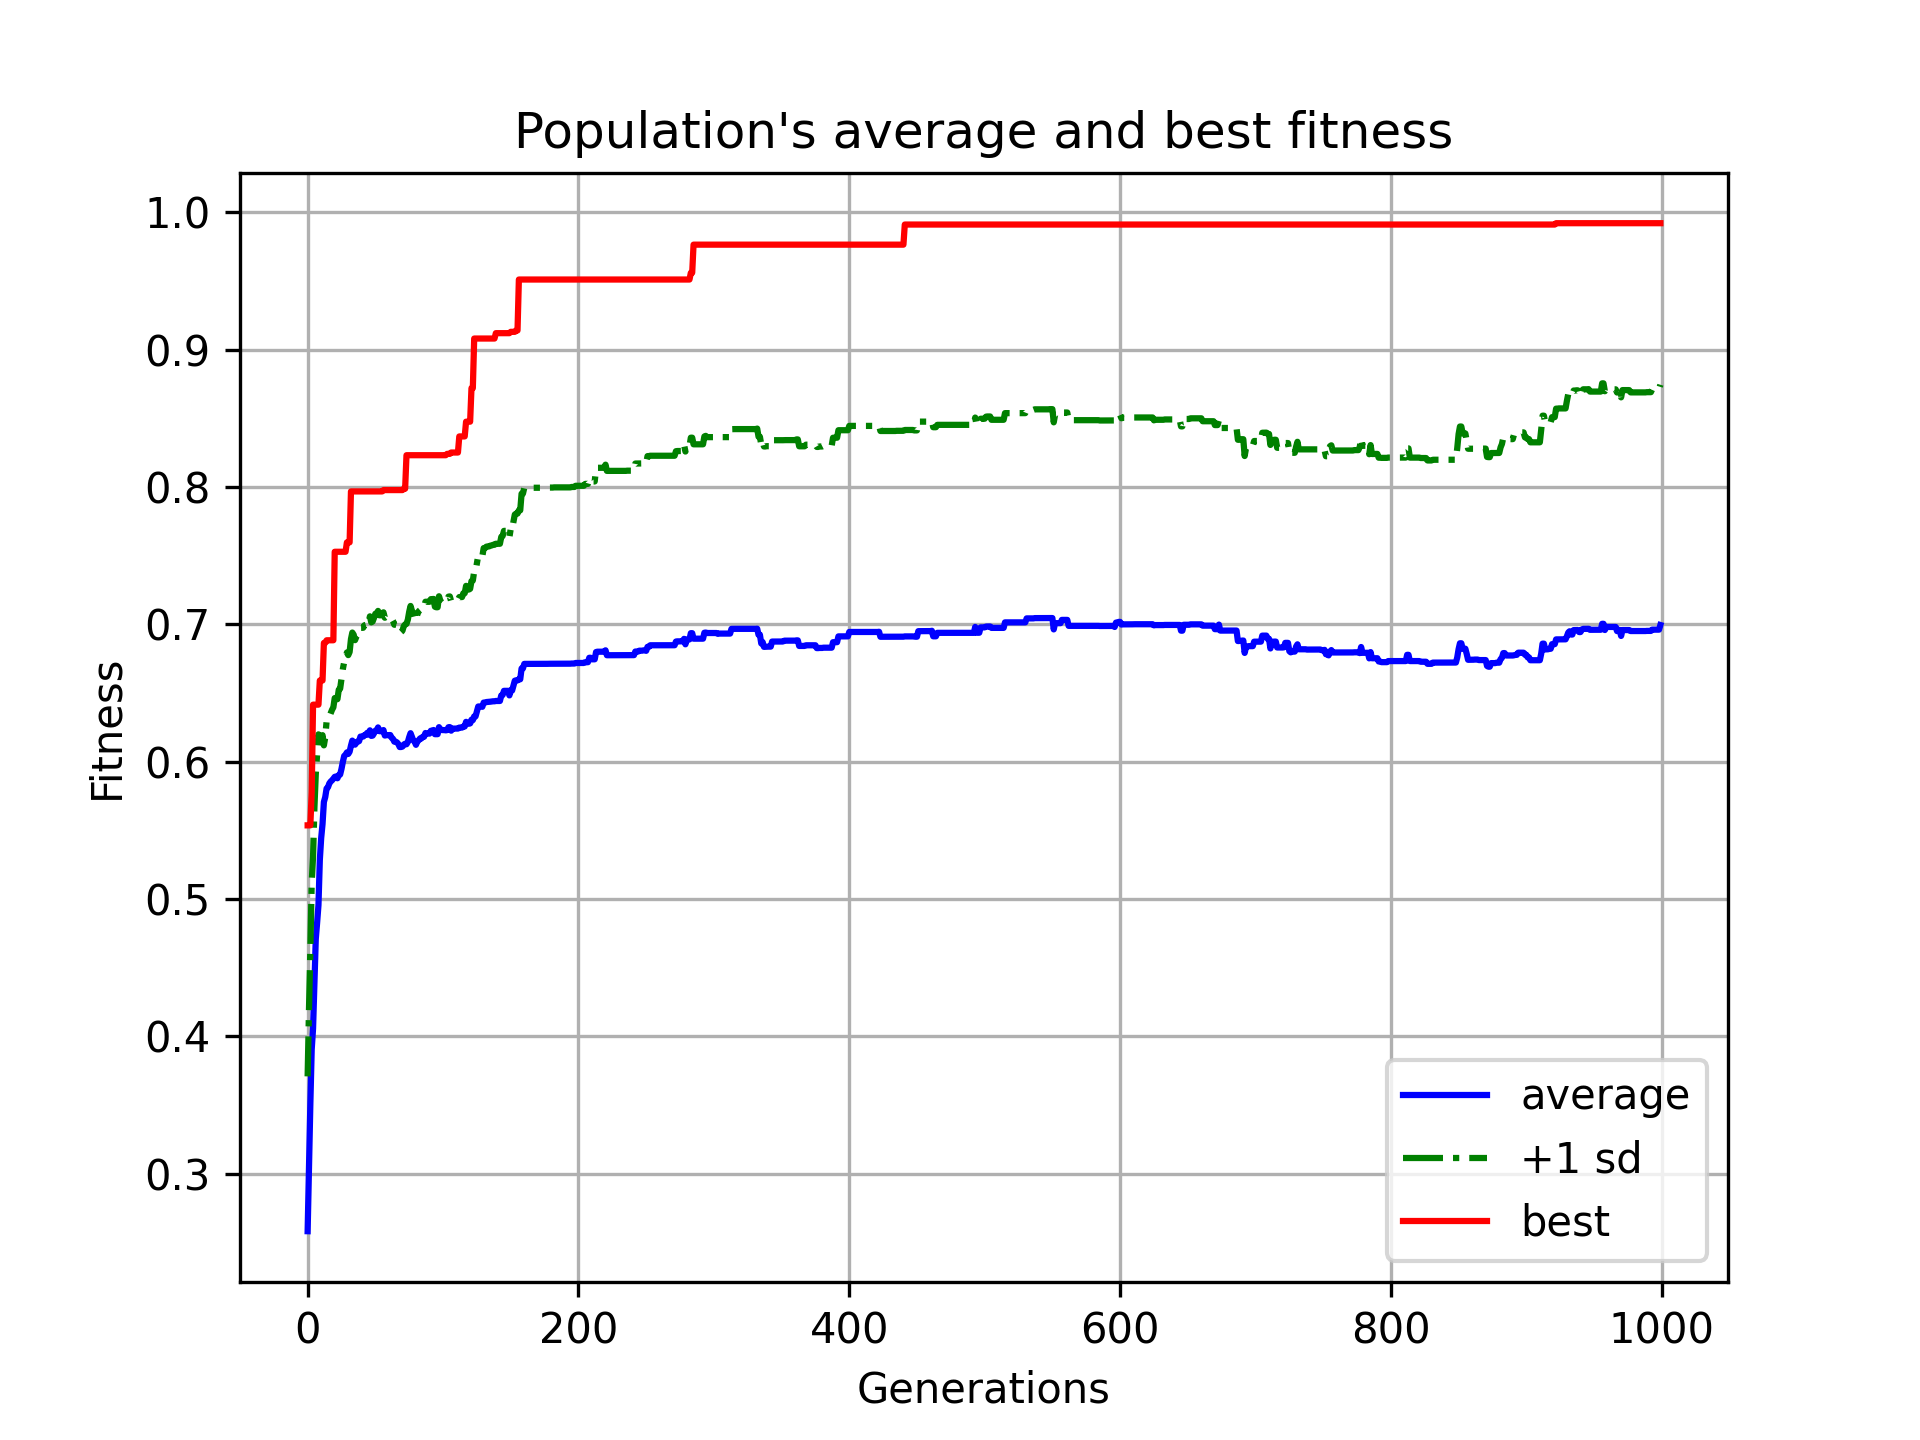 Population's average and best fitness
1.0
0.9
0.8
0.7
0.6
0.5
0.4
0.3
Fitness
average
+1 sd
best
0 200 400 600 800 1000
Generations